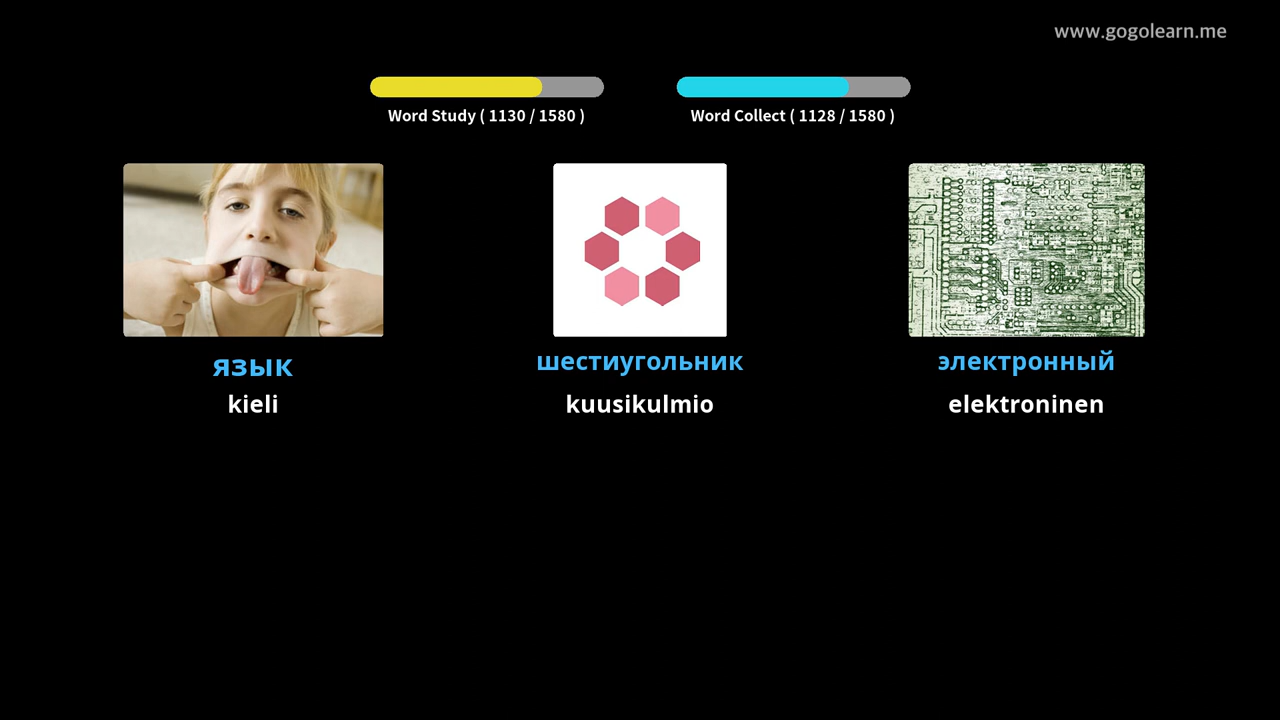 www.gogolearn.me
Word Study ( 1130 / 1580 )
Word Collect ( 1128 / 1580 )
язык
kieli
шестиугольник
kuusikulmio
электронный
elektroninen